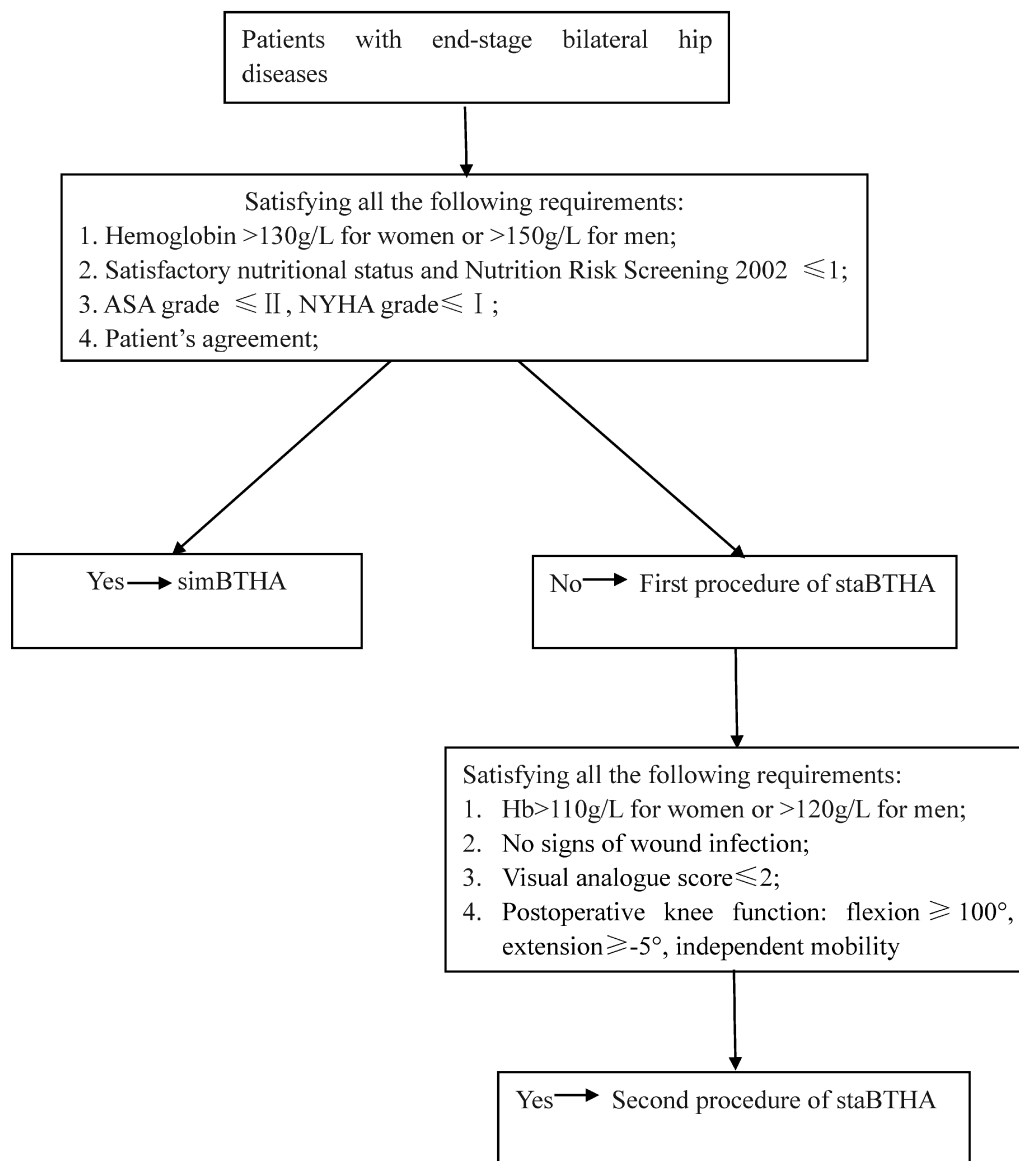 Patients with end-stage bilateral hip
diseases
Satisfying all the following requirements:
1. Hemoglobin >130g/L for women or >150g/L for men;
2. Satisfactory nutritional status and Nutrition Risk Screening 2002 ≤1;
3. ASA grade ≤Ⅱ, NYHA grade≤Ⅰ;
4. Patient’s agreement;
Yes simBTHA
No First procedure of staBTHA
Satisfying all the following requirements:
1. Hb>110g/L for women or >120g/L for men;
2. No signs of wound infection;
3. Visual analogue score≤2;
4. Postoperative knee function: flexion ≥ 100°,
extension≥-5°, independent mobility
Yes Second procedure of staBTHA